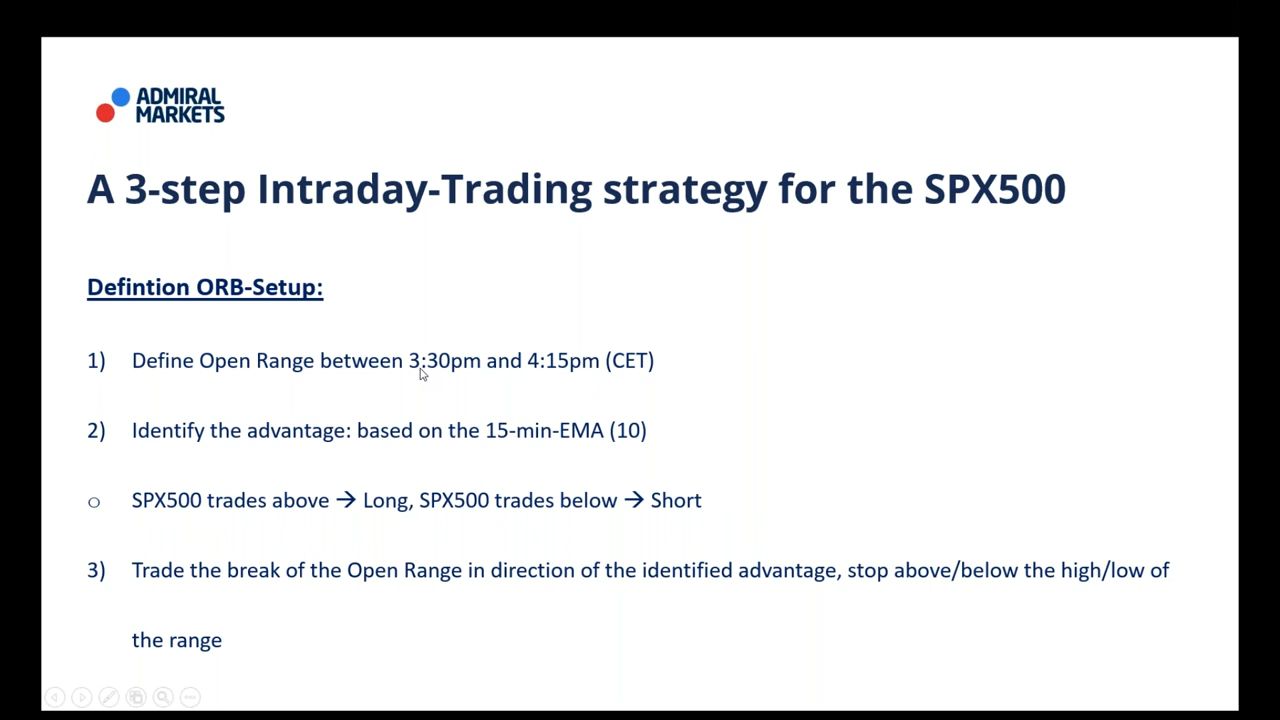 ADMIRAL
MARKETS
A 3-step Intraday-Trading strategy for the SPX500
Defintion ORB-Setup:
1) Define Open Range between 3:30pm and 4:15pm (CET)
2) Identify the advantage: based on the 15-min-EMA (10)
o SPX500 trades above → Long, SPX500 trades below → Short
3) Trade the break of the Open Range in direction of the identified advantage, stop above/below the high/low of
the range